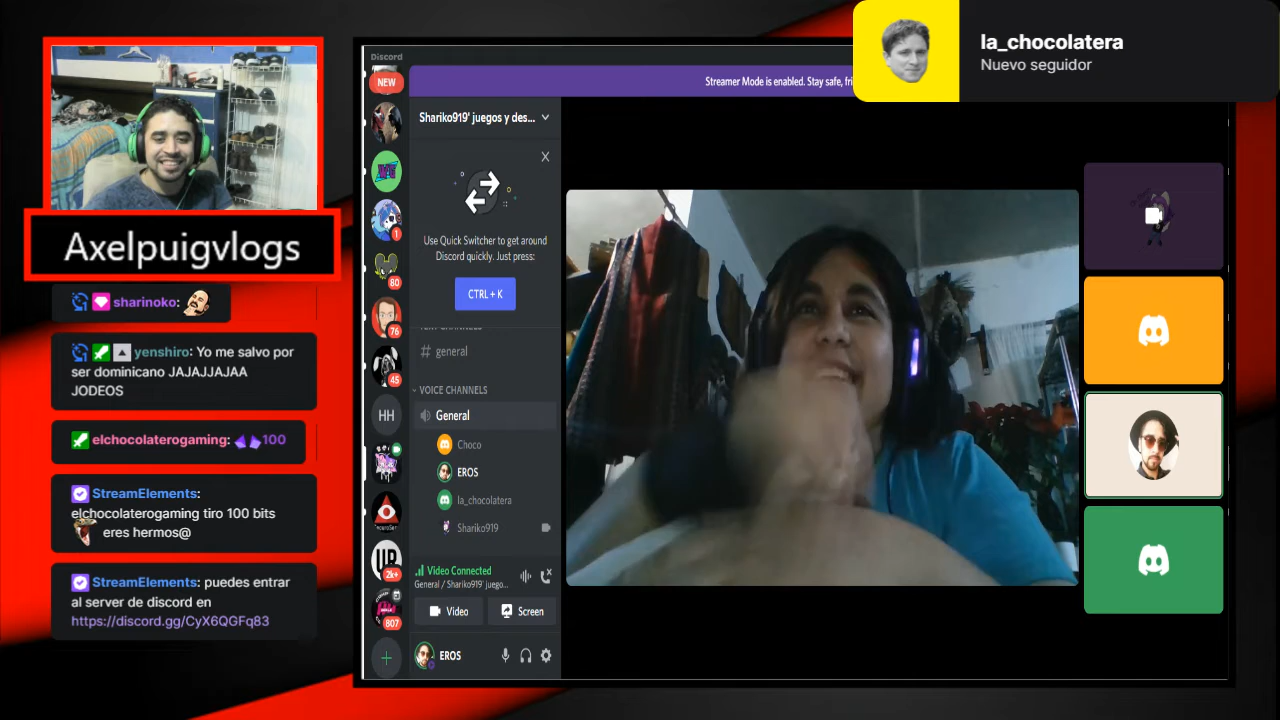 la_chocolatera
Nuevo seguidor
Axelpuigvlogs
sharinoko:
yenshiro: Yo me salvo por
ser dominicano JAJAJJAJAA
JODEOS
elchocolaterogaming: 100
StreamElements:
elchocolaterogaming tiro 100 bits
eres hermos@
StreamElements: puedes entrar
al server de discord en
https://discord.gg/CyX6QGFq83
Discord
NEW
1
80
76
45
HH
2k+
807
Streamer Mode is enabled. Stay safe, fri
Shariko919' juegos y des...
Use Quick Switcher to get around
Discord quickly. Just press:
CTRL + K
# general
VOICE CHANNELS
General
Choco
EROS
la_chocolatera
Shariko919
Video Connected
General / Shariko919' juego...
Video
Screen
EROS